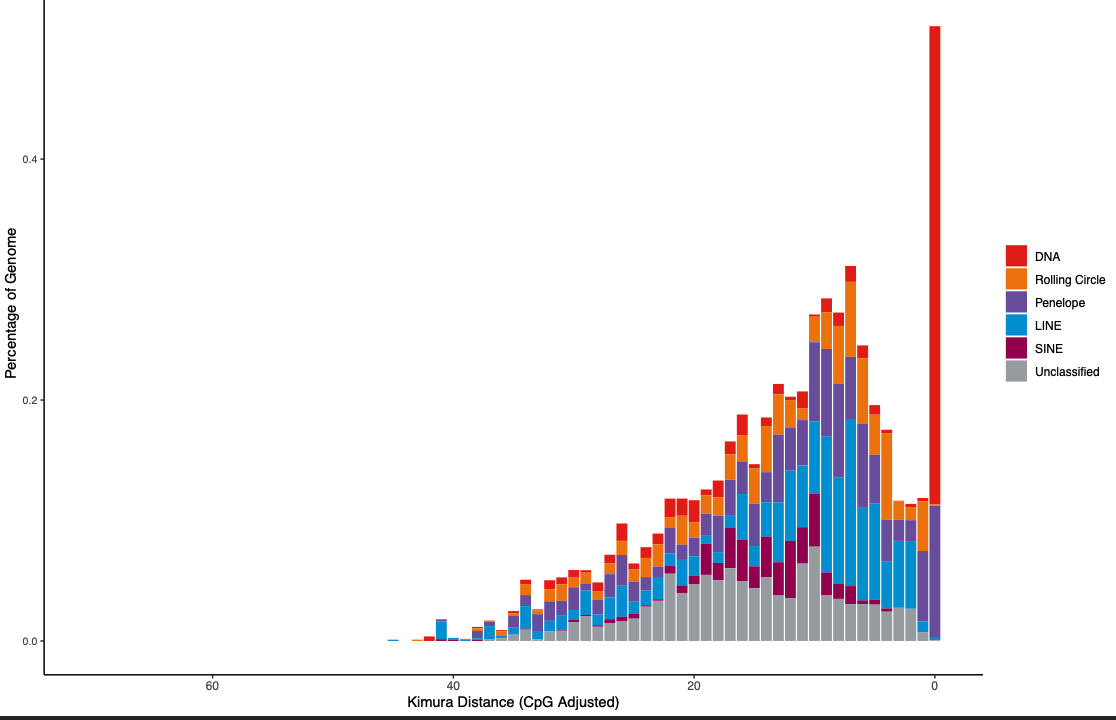 Percentage of Genome
0.4
0.2
0.0
60
40
20
0
Kimura Distance (CpG Adjusted)
DNA
Rolling Circle
Penelope
LINE
SINE
Unclassified